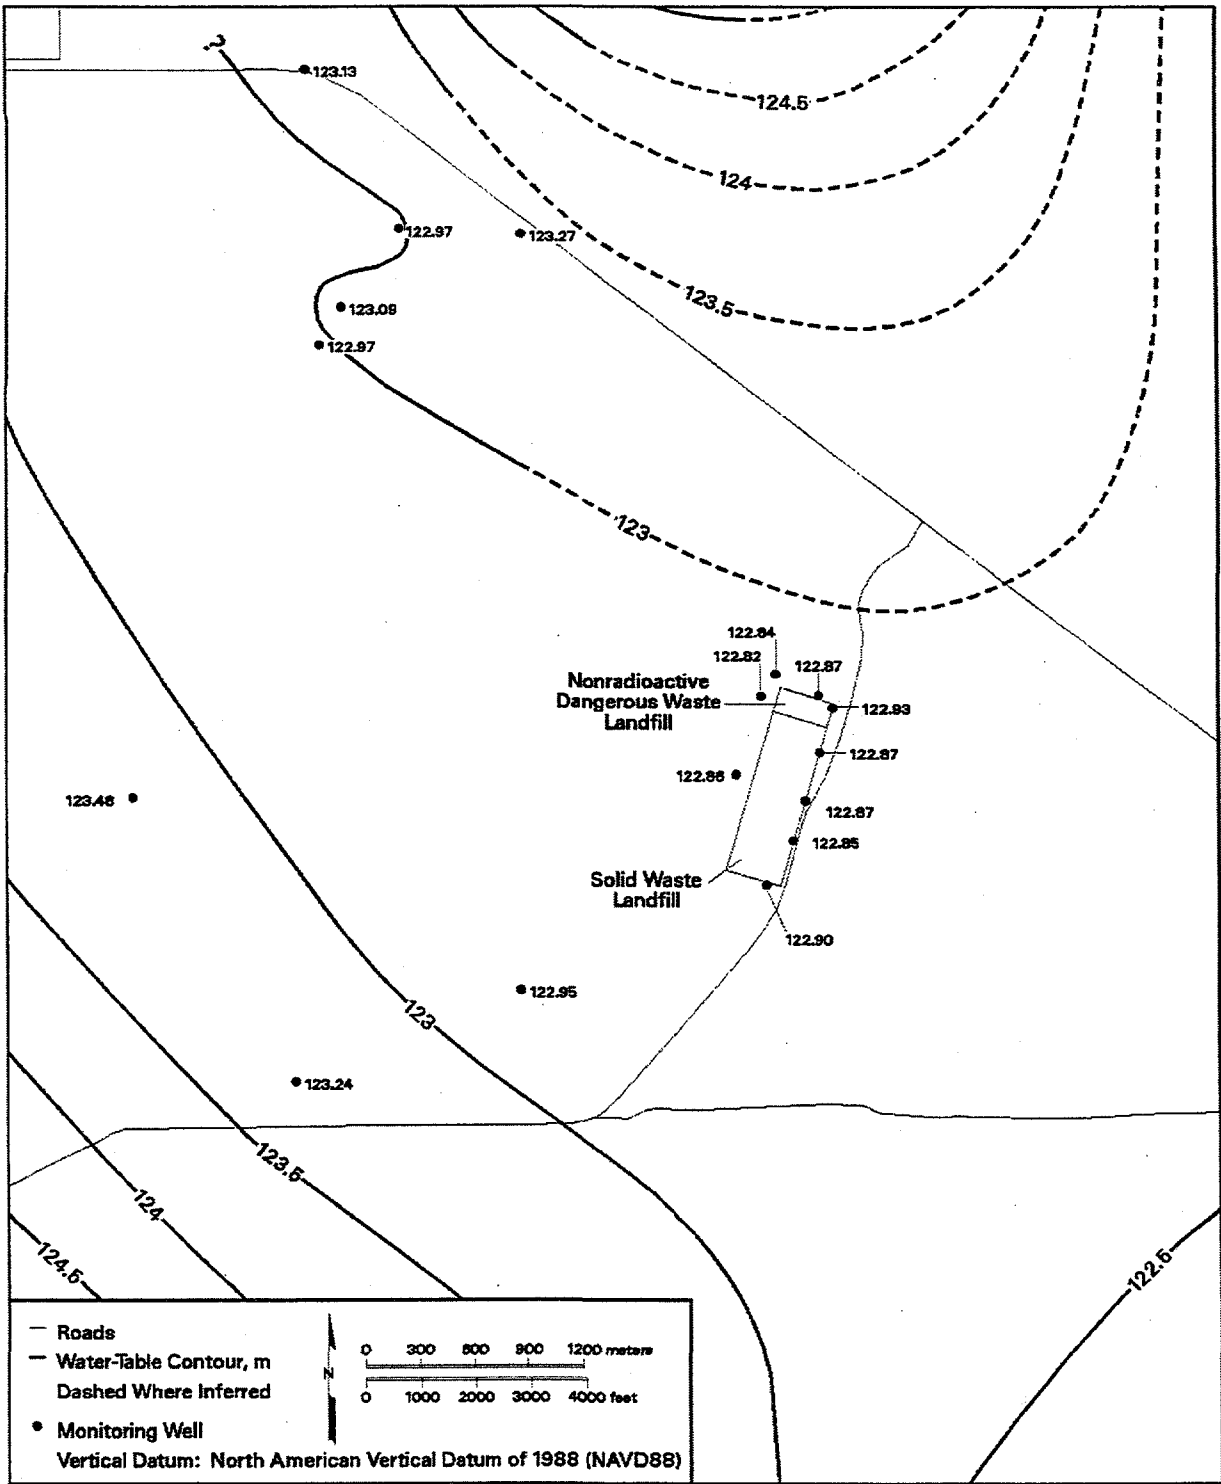 ?
123.13
124.5
124
122.97
123.27
123.5
123.09
122.97
123
122.84
122.82
122.87
Nonradioactive
Dangerous Waste
Landfill
122.93
122.87
122.86
123.46
122.87
122.85
Solid Waste
Landfill
122.90
122.95
123
123.24
123.5
124
124.5
122.5
Roads
Water-Table Contour, m
Dashed Where Inferred
Monitoring Well
Vertical Datum: North American Vertical Datum of 1988 (NAVD88)
N
0 300 600 900 1200 meters
0 1000 2000 3000 4000 feet